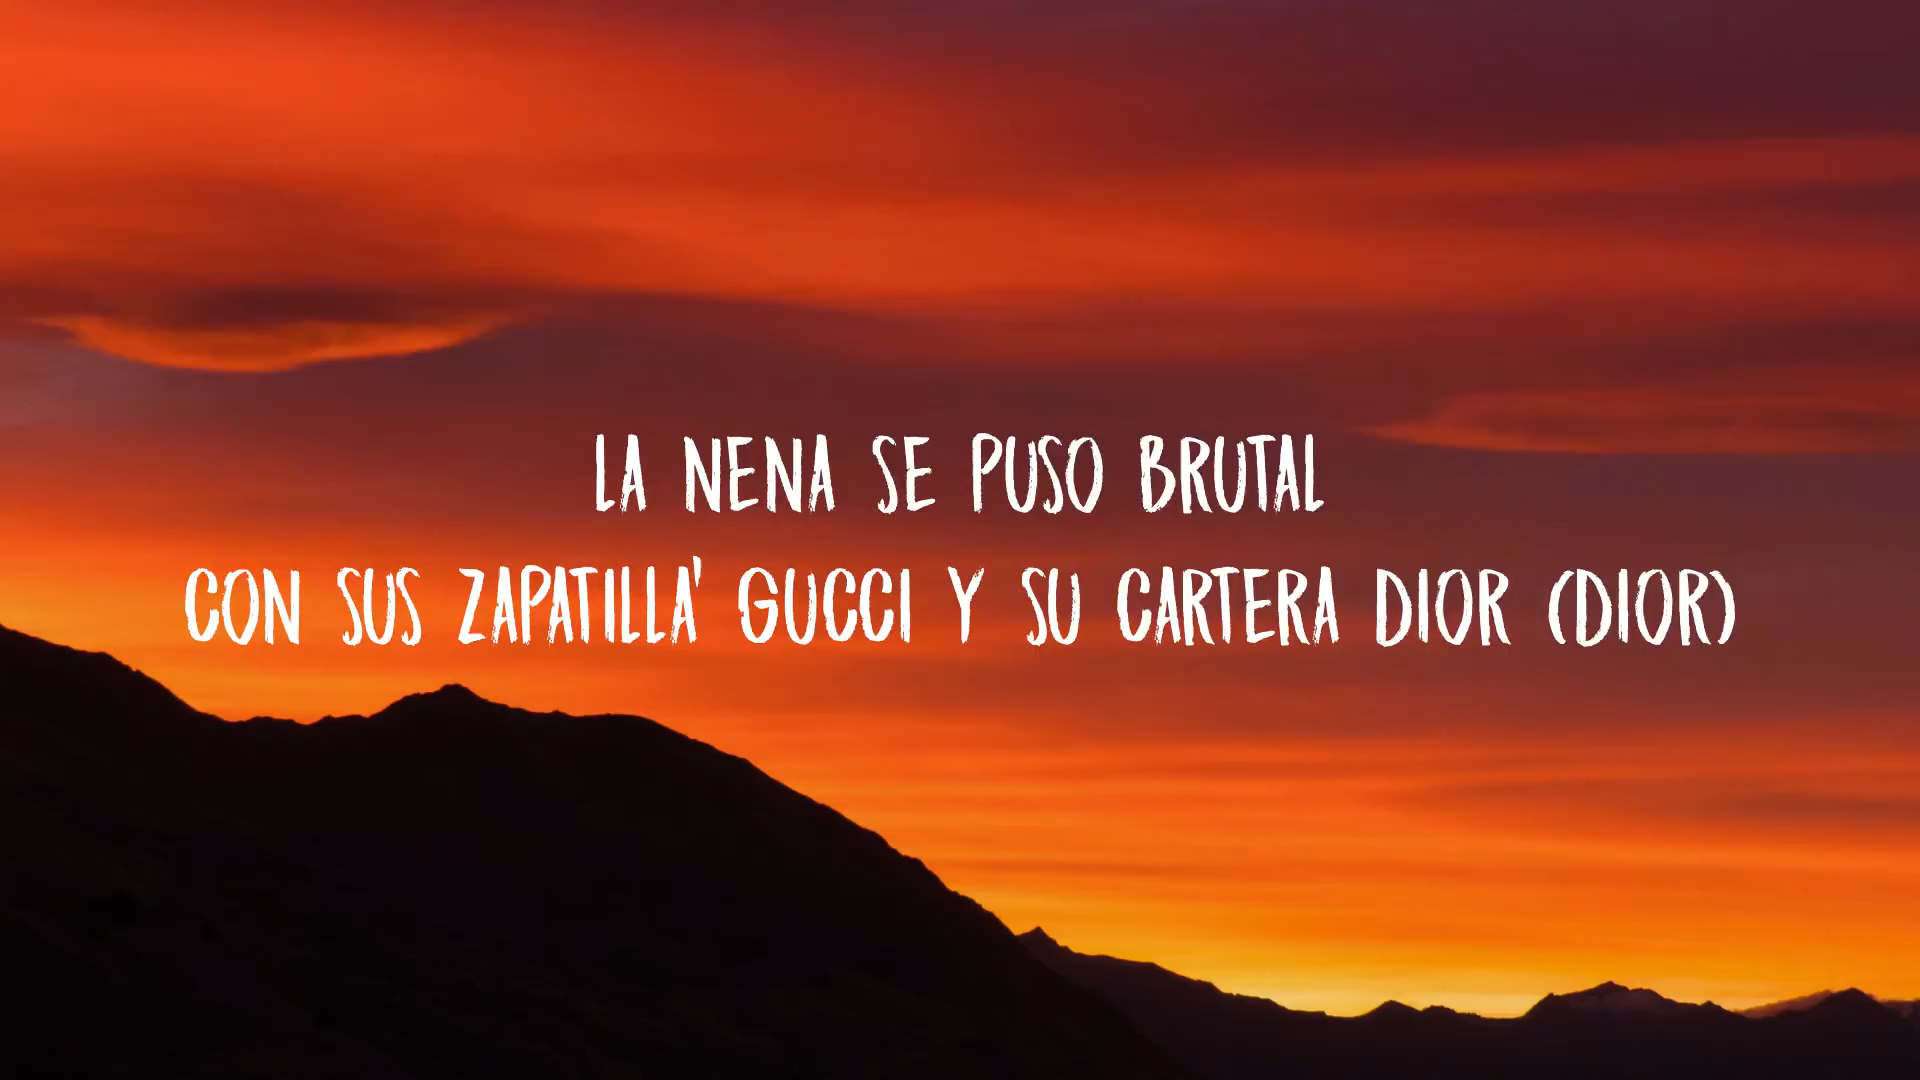 LA NENA SE PUSO BRUTAL
CON SUS ZAPATILLA' GUCCI Y SU CARTERA DIOR (DIOR)